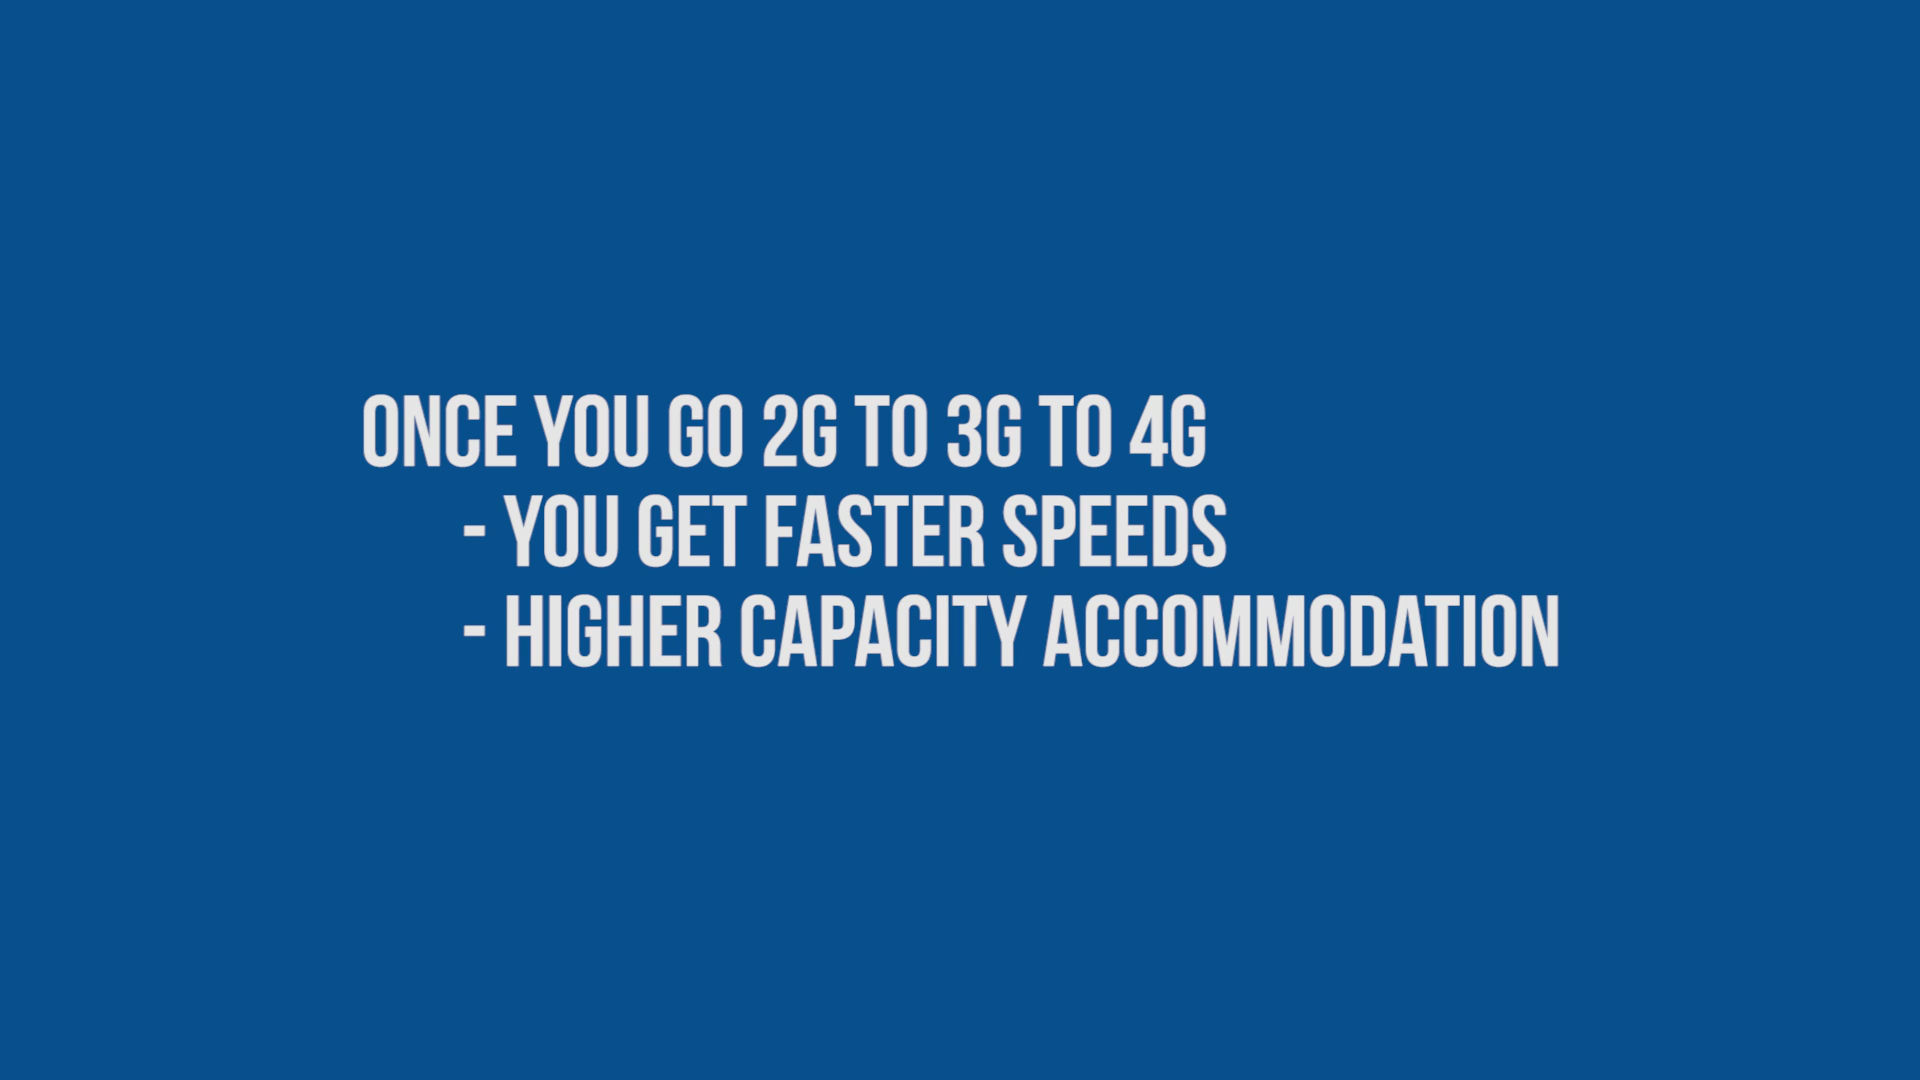 ONCE YOU GO 2G TO 3G TO 4G
- YOU GET FASTER SPEEDS
- HIGHER CAPACITY ACCOMMODATION